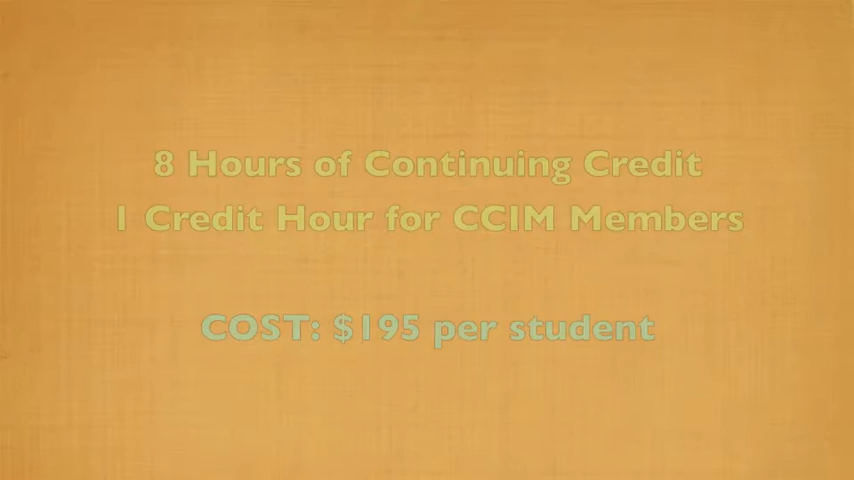 8 Hours of Continuing Credit
1 Credit Hour for CCIM Members
COST: $195 per student